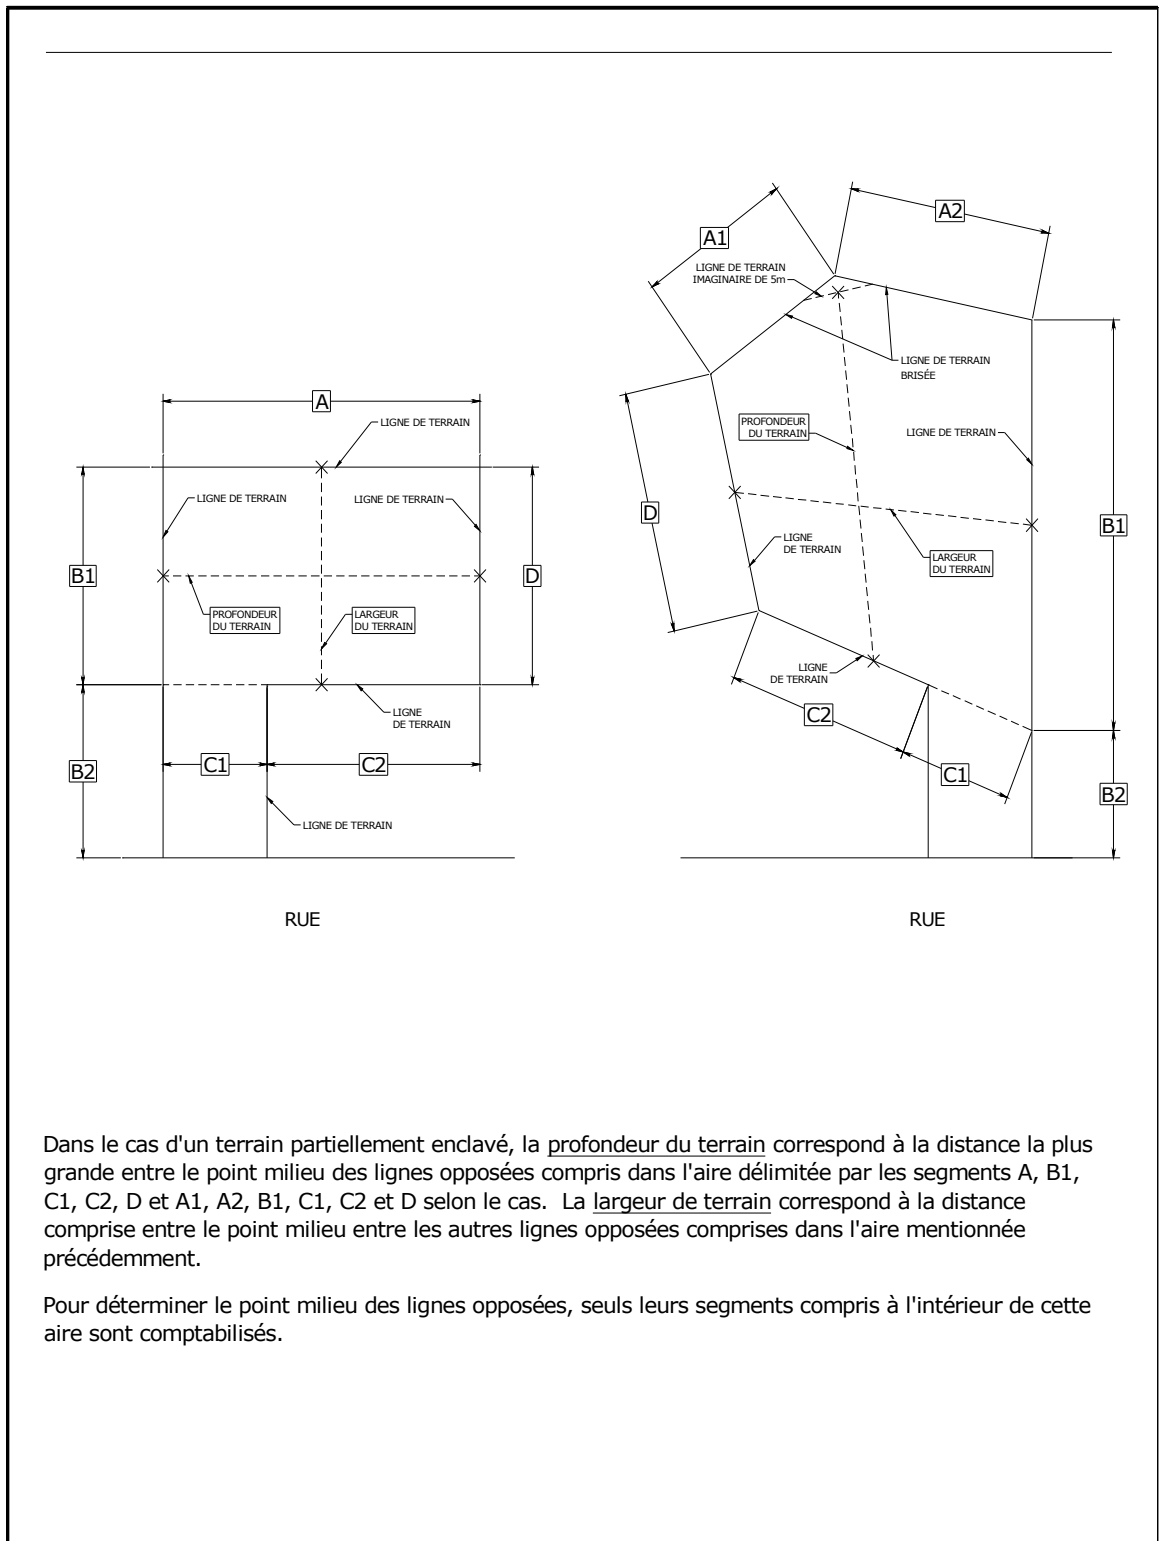 A
LIGNE DE TERRAIN
LIGNE DE TERRAIN
LIGNE DE TERRAIN
B1
D
PROFONDEUR
DU TERRAIN
LARGEUR
DU TERRAIN
LIGNE
DE TERRAIN
B2
C1
C2
LIGNE DE TERRAIN
RUE
A1
A2
LIGNE DE TERRAIN
IMAGINAIRE DE 5m
LIGNE DE TERRAIN
BRISÉE
PROFONDEUR
DU TERRAIN
LIGNE DE TERRAIN
D
B1
LIGNE
DE TERRAIN
LARGEUR
DU TERRAIN
LIGNE
DE TERRAIN
C2
C1
B2
RUE
Dans le cas d'un terrain partiellement enclavé, la profondeur du terrain correspond à la distance la plus
grande entre le point milieu des lignes opposées compris dans l'aire délimitée par les segments A, B1,
C1, C2, D et A1, A2, B1, C1, C2 et D selon le cas.  La largeur de terrain correspond à la distance
comprise entre le point milieu entre les autres lignes opposées comprises dans l'aire mentionnée
précédemment.
Pour déterminer le point milieu des lignes opposées, seuls leurs segments compris à l'intérieur de cette
aire sont comptabilisés.